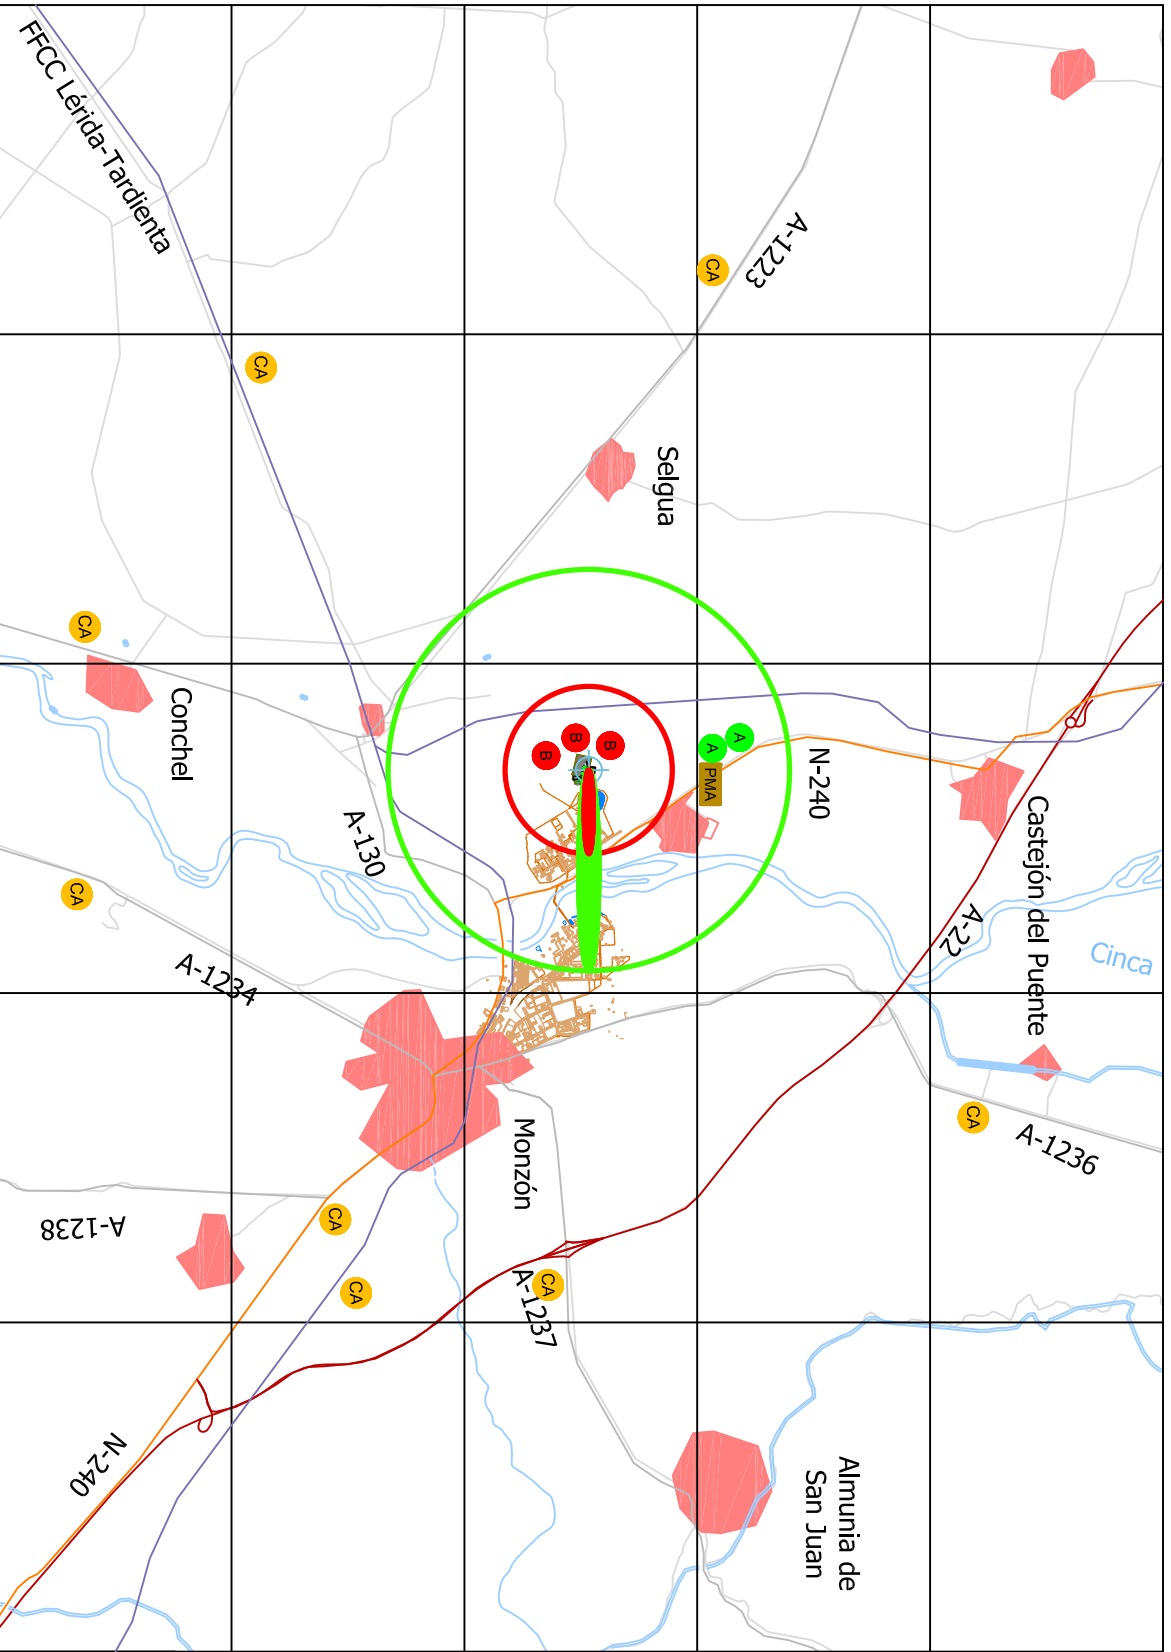 Cinca
A-1236
Castejón del Puente
CA
A-22
Almunia de
San Juan
N-240
A-1223
A
CA
A
PMA
Selgua
B
B
B
CA
A-1237
Monzón
A-130
CA
CA
CA
A-1234
Conchel
FFCC Lérida-Tardienta
N-240
CA
A-1238
CA